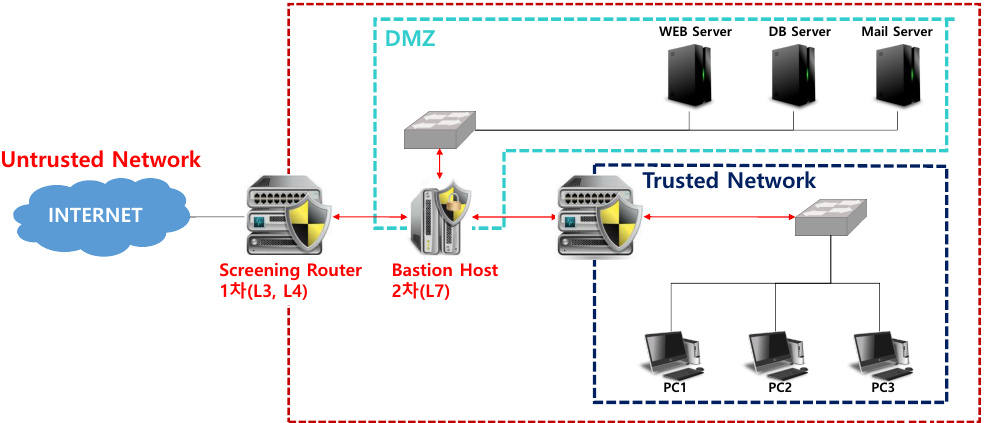 DMZ
WEB Server
DB Server
Mail Server
Untrusted Network
INTERNET
Trusted Network
Screening Router
1차(L3, L4)
Bastion Host
2차(L7)
PC1
PC2
PC3